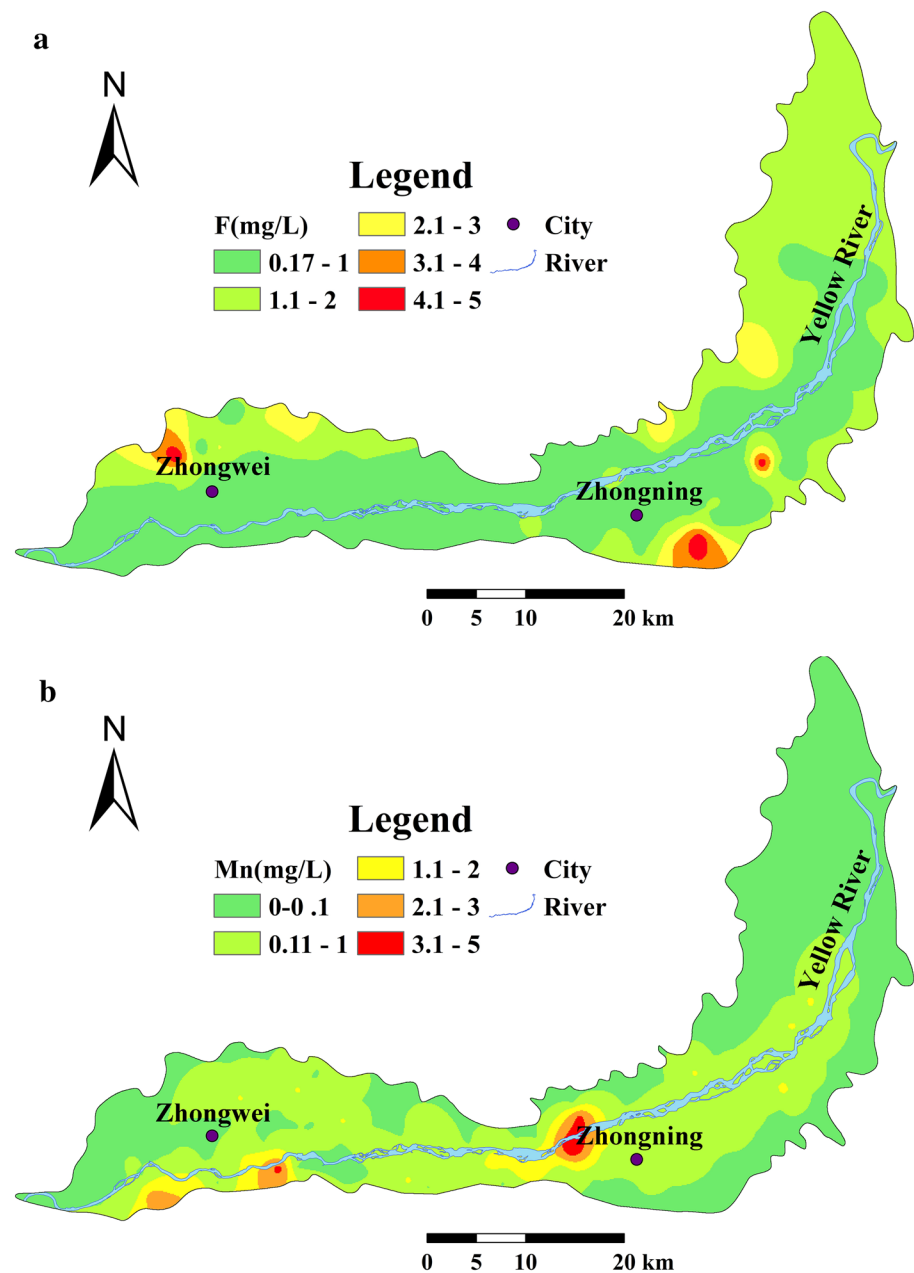 a
N
Legend
F(mg/L)
0.17 - 1
1.1 - 2
2.1 - 3
3.1 - 4
4.1 - 5
City
River
Yellow River
Zhongwei
Zhongning
0 5 10 20 km
b
N
Legend
Mn(mg/L)
0-0 .1
0.11 - 1
1.1 - 2
2.1 - 3
3.1 - 5
City
River
Yellow River
Zhongwei
Zhongning
0 5 10 20 km